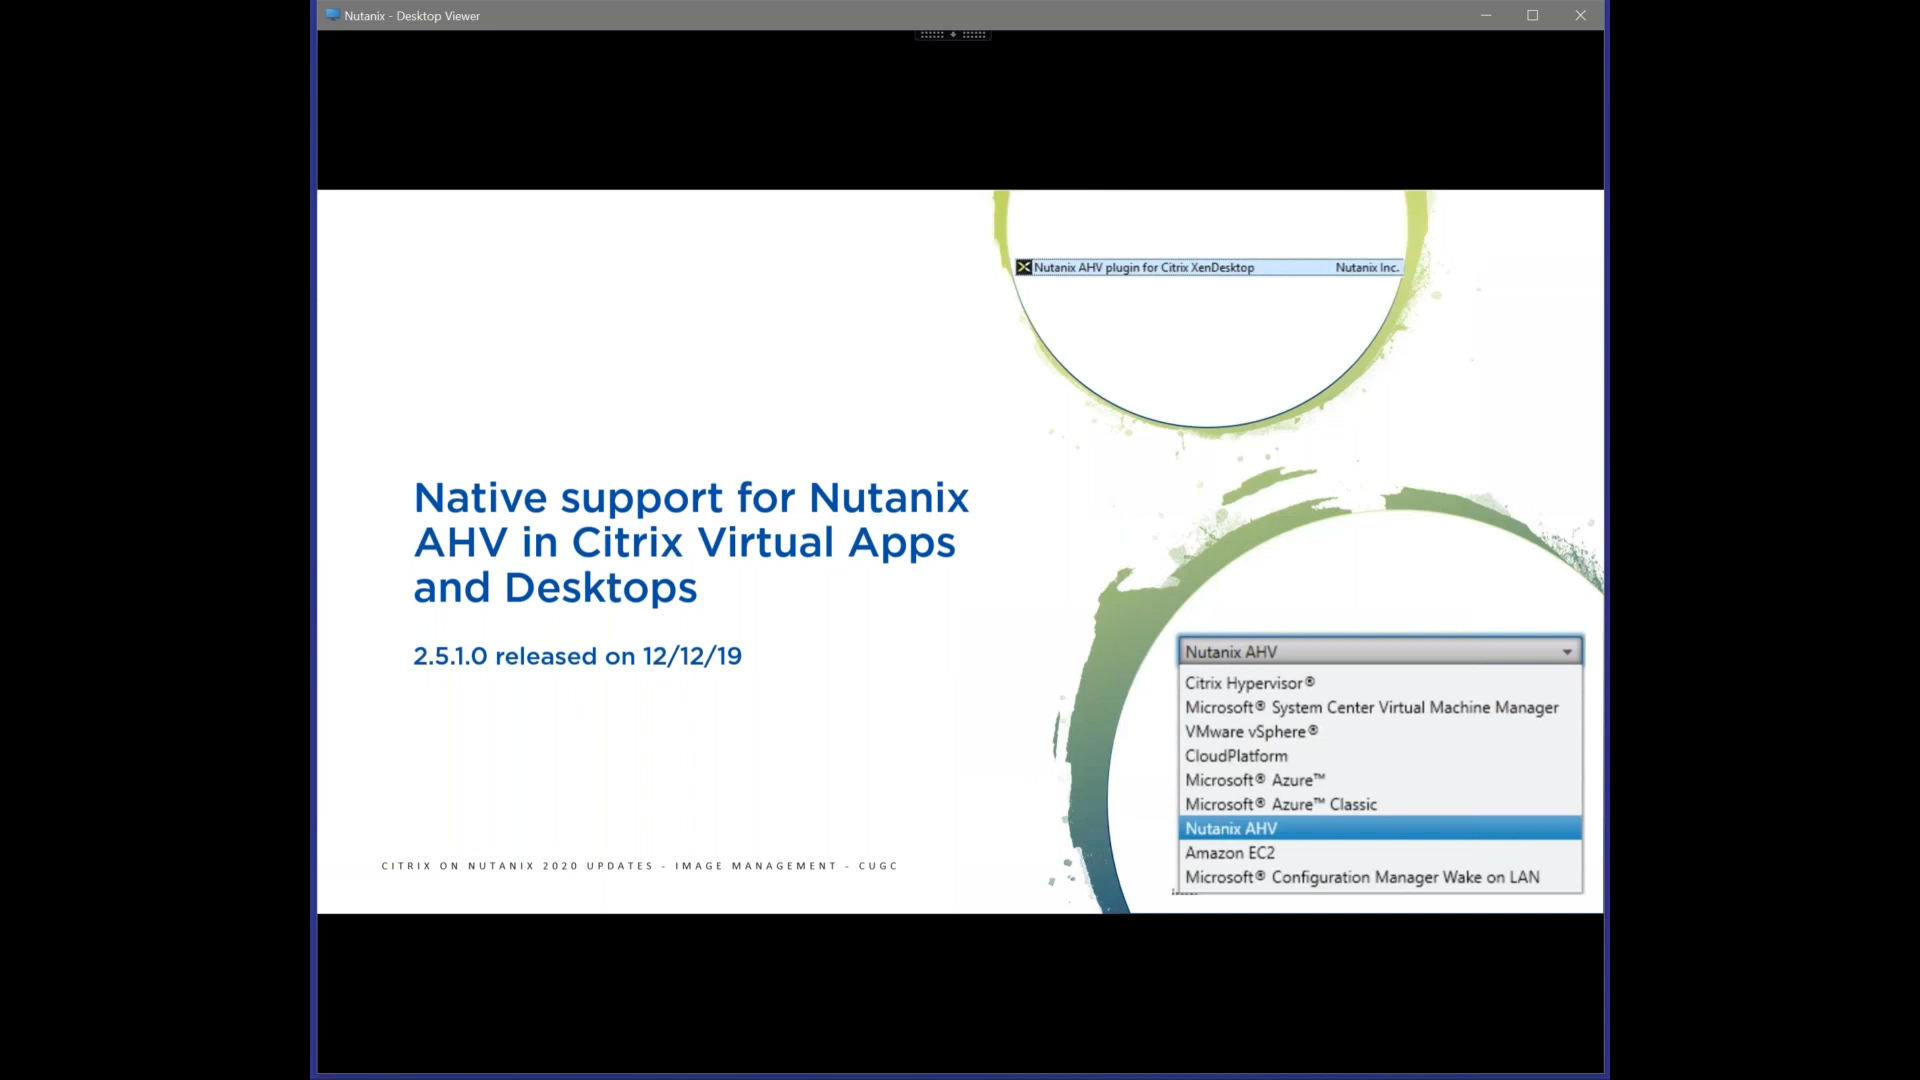 Nutanix - Desktop Viewer
Nutanix AHV plugin for Citrix XenDesktop Nutanix Inc.
Native support for Nutanix
AHV in Citrix Virtual Apps
and Desktops
2.5.1.0 released on 12/12/19
Nutanix AHV
Citrix Hypervisor®
Microsoft® System Center Virtual Machine Manager
VMware vSphere®
CloudPlatform
Microsoft® Azure™
Microsoft® Azure™ Classic
Nutanix AHV
Amazon EC2
Microsoft® Configuration Manager Wake on LAN
CITRIX ON NUTANIX 2020 UPDATES - IMAGE MANAGEMENT - CUGC